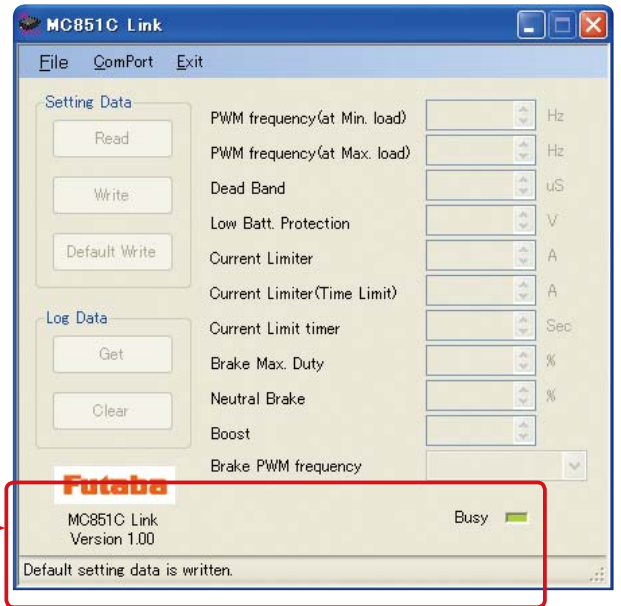 MC851C Link
File ComPort Exit
Setting Data
Read
Write
Default Write
Log Data
Get
Clear
PWM frequency(at Min. load) Hz
PWM frequency(at Max. load) Hz
Dead Band uS
Low Batt. Protection V
Current Limiter A
Current Limiter(Time Limit) A
Current Limit timer Sec
Brake Max. Duty %
Neutral Brake %
Boost
Brake PWM frequency
Futaba
MC851C Link
Version 1.00
Busy
Default setting data is written.